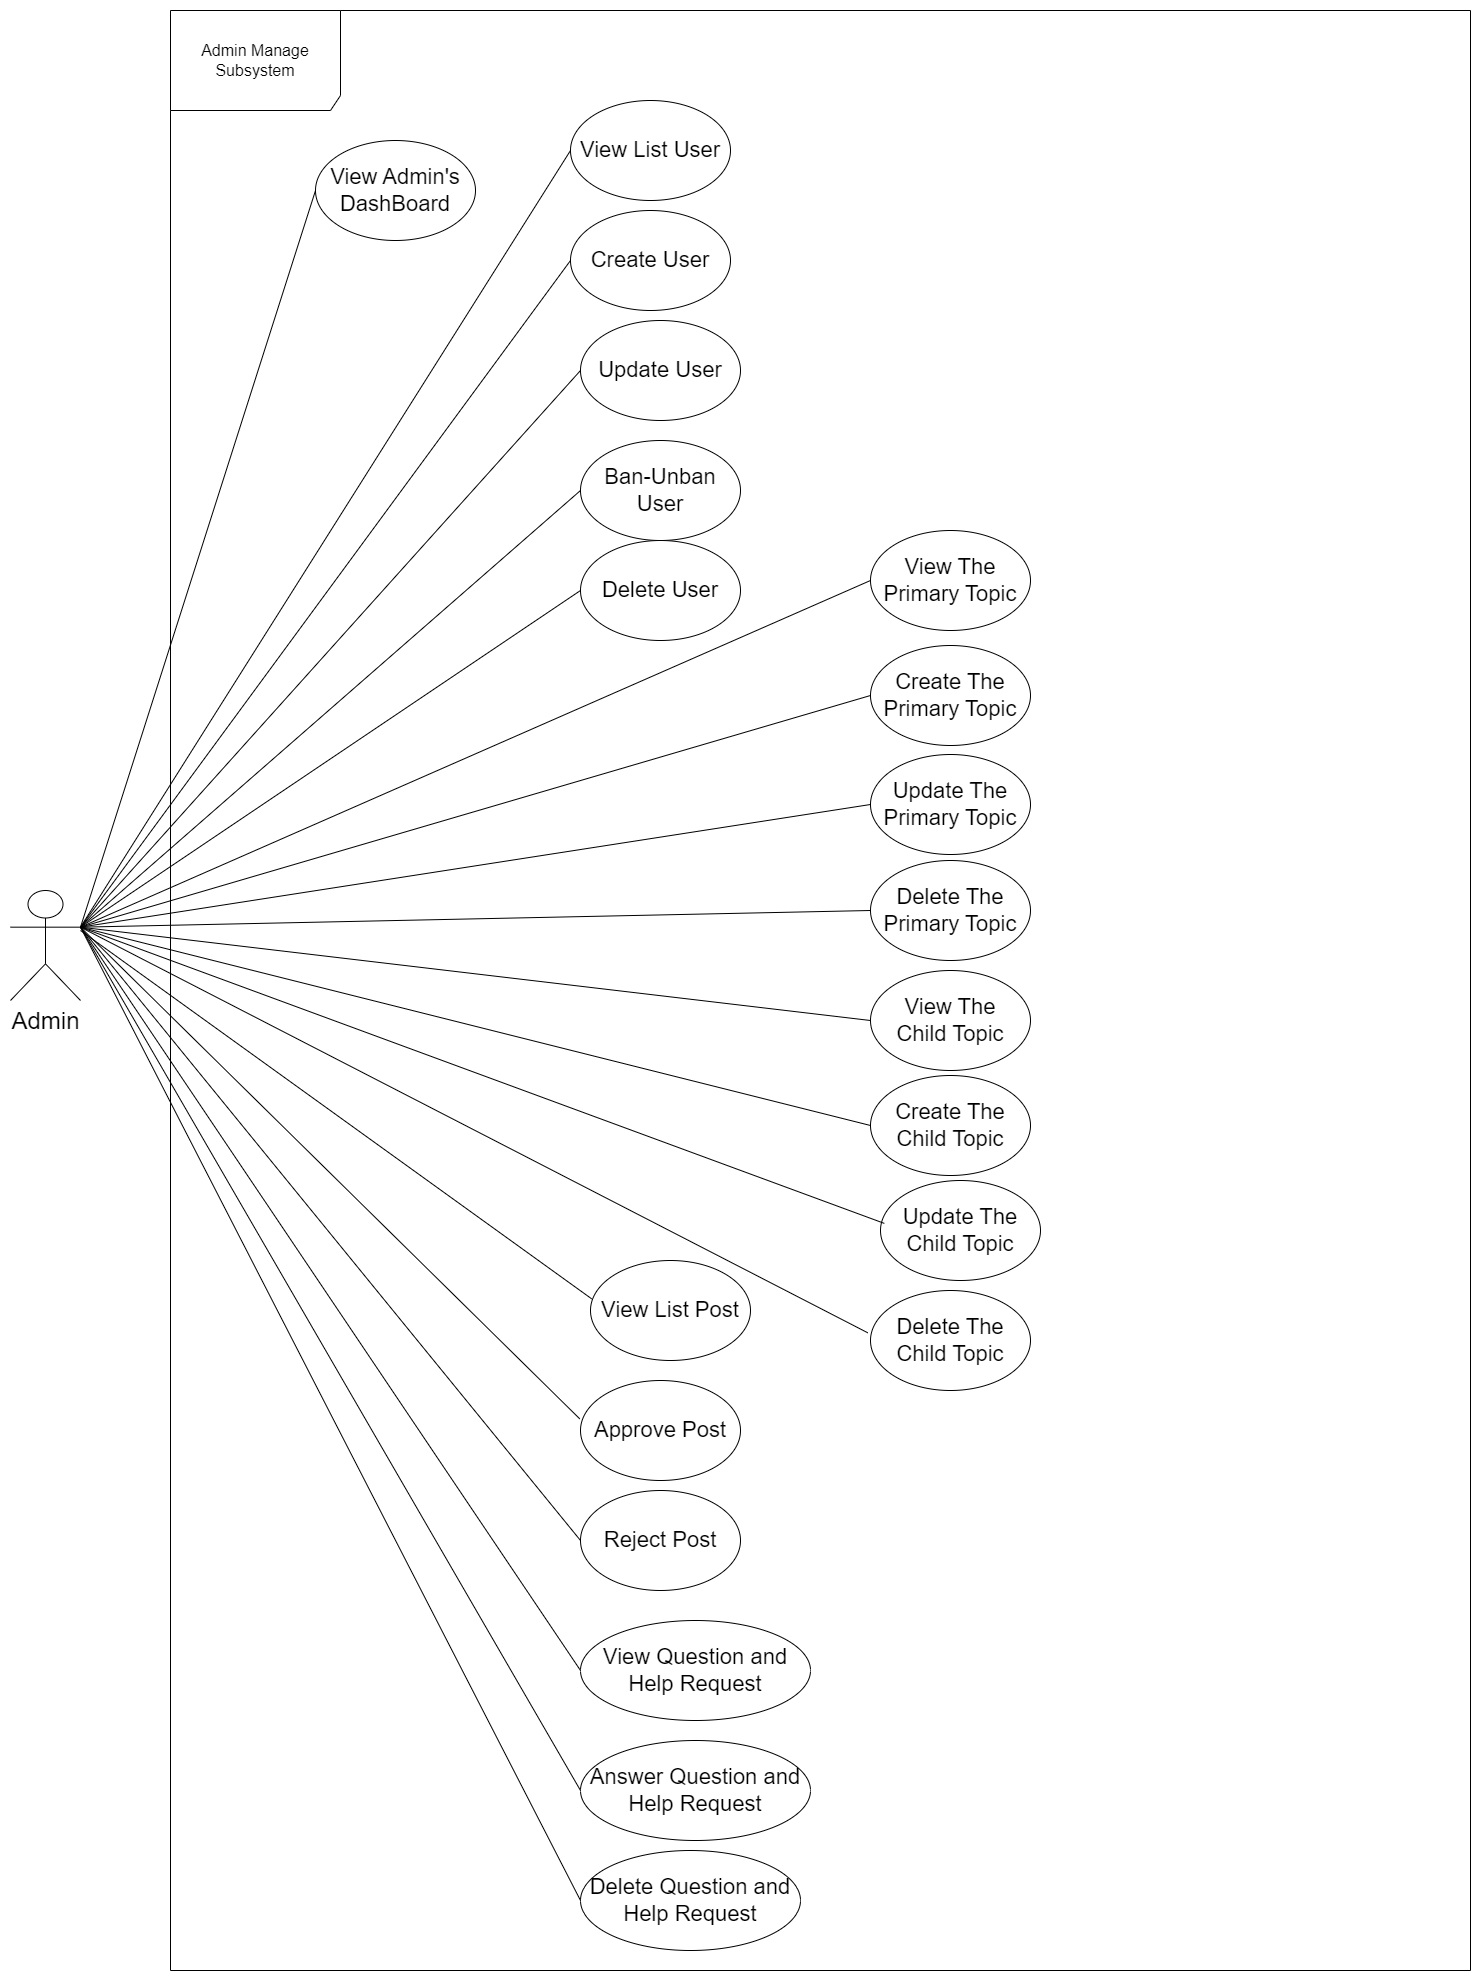 Admin Manage
Subsystem
View List User
View Admin's
DashBoard
Create User
Update User
Ban-Unban
User
Delete User
View The
Primary Topic
Create The
Primary Topic
Update The
Primary Topic
Delete The
Primary Topic
Admin
View The
Child Topic
Create The
Child Topic
Update The
Child Topic
View List Post
Delete The
Child Topic
Approve Post
Reject Post
View Question and
Help Request
Answer Question and
Help Request
Delete Question and
Help Request